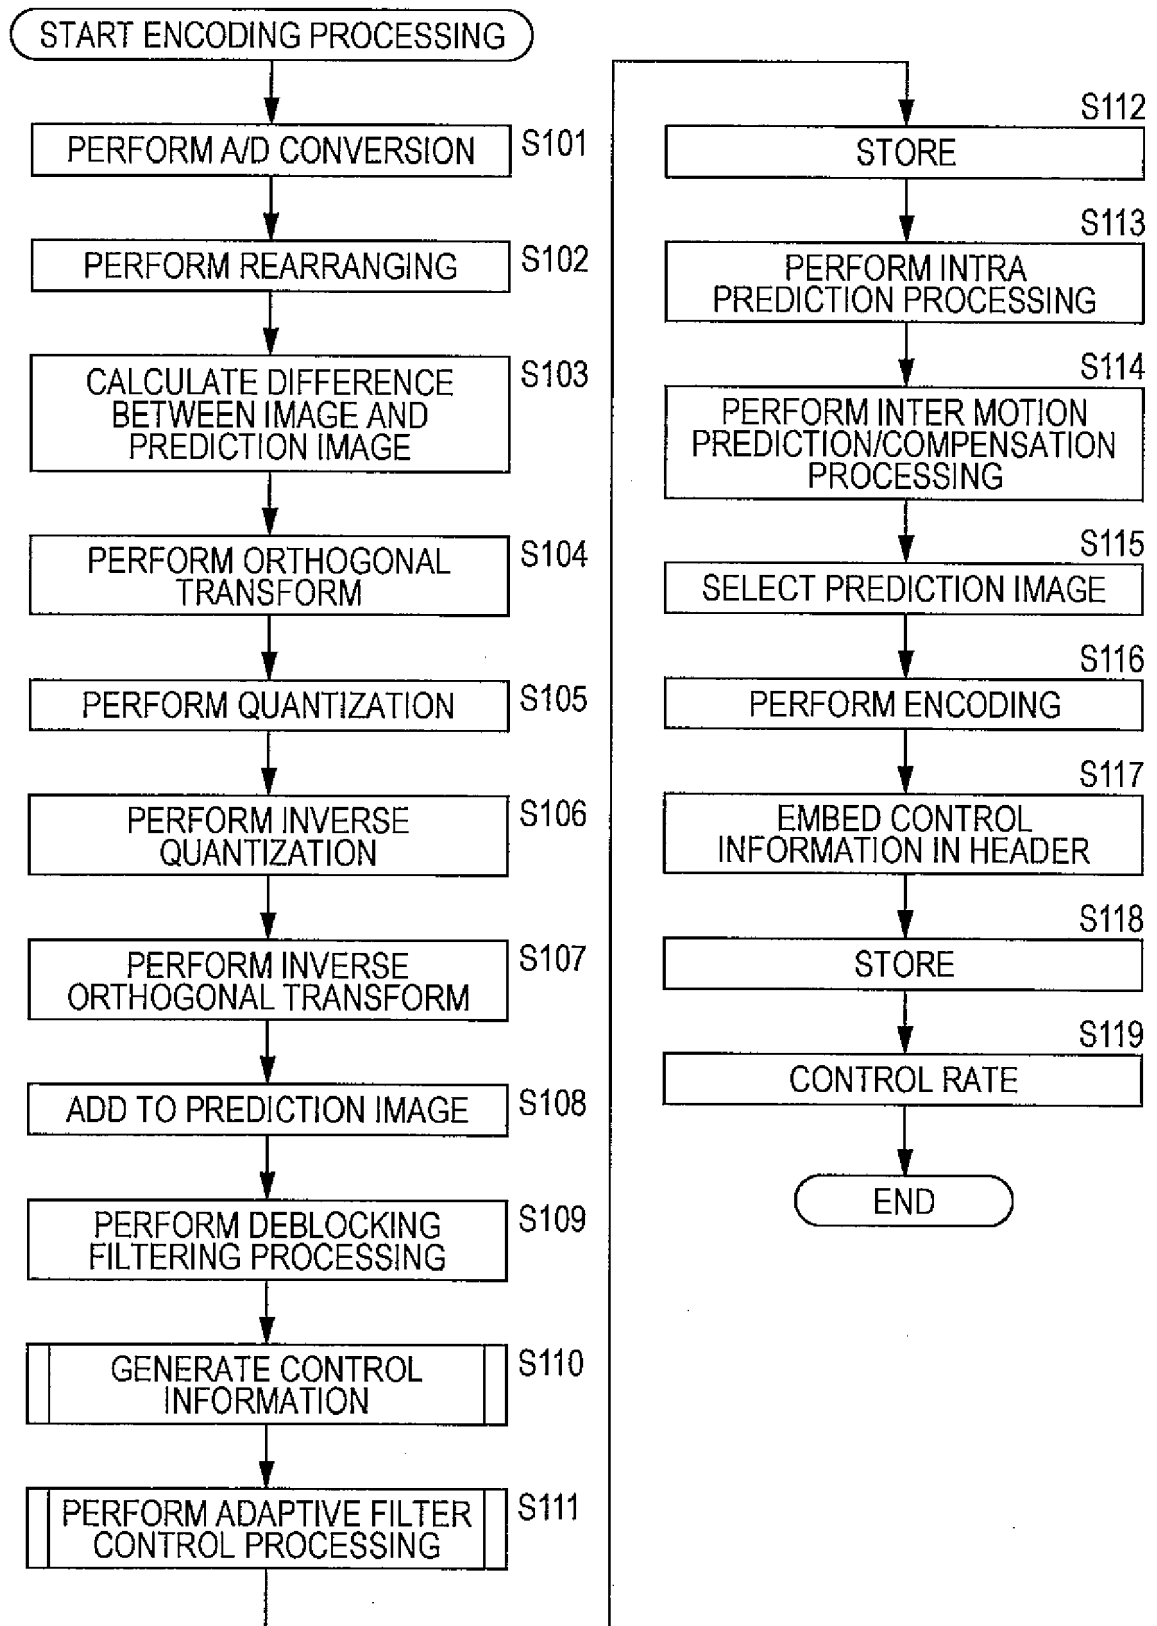 START ENCODING PROCESSING
PERFORM A/D CONVERSION
S101
PERFORM REARRANGING
S102
CALCULATE DIFFERENCE
BETWEEN IMAGE AND
PREDICTION IMAGE
S103
PERFORM ORTHOGONAL
TRANSFORM
S104
PERFORM QUANTIZATION
S105
PERFORM INVERSE
QUANTIZATION
S106
PERFORM INVERSE
ORTHOGONAL TRANSFORM
S107
ADD TO PREDICTION IMAGE
S108
PERFORM DEBLOCKING
FILTERING PROCESSING
S109
GENERATE CONTROL
INFORMATION
S110
PERFORM ADAPTIVE FILTER
CONTROL PROCESSING
S111
S112
STORE
S113
PERFORM INTRA
PREDICTION PROCESSING
S114
PERFORM INTER MOTION
PREDICTION/COMPENSATION
PROCESSING
S115
SELECT PREDICTION IMAGE
S116
PERFORM ENCODING
S117
EMBED CONTROL
INFORMATION IN HEADER
S118
STORE
S119
CONTROL RATE
END